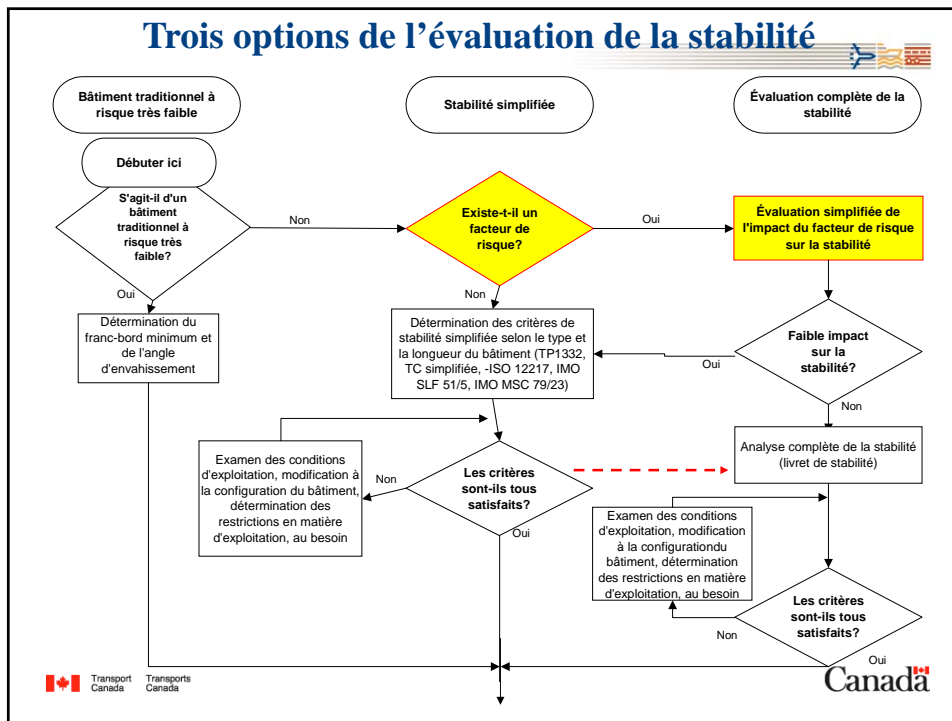 Trois options de l'évaluation de la stabilité
Bâtiment traditionnel à
risque très faible
Stabilité simplifiée
Évaluation complète de la
stabilité
Débuter ici
S'agit-il d'un
bâtiment
traditionnel à
risque très
faible?
Non
Existe-t-il un
facteur de
risque?
Oui
Évaluation simplifiée de
l'impact du facteur de risque
sur la stabilité
Oui
Non
Détermination du
franc-bord minimum et
de l'angle
d'envahissement
Détermination des critères de
stabilité simplifiée selon le type et
la longueur du bâtiment (TP1332,
TC simplifiée, -ISO 12217, IMO
SLF 51/5, IMO MSC 79/23)
Faible impact
sur la
stabilité?
Oui
Non
Examen des conditions
d'exploitation, modification à
la configuration du bâtiment,
détermination des
restrictions en matière
d'exploitation, au besoin
Non
Les critères
sont-ils tous
satisfaits?
Oui
Analyse complète de la stabilité
(livret de stabilité)
Examen des conditions
d'exploitation, modification
à la configurationdu
bâtiment, détermination
des restrictions en matière
d'exploitation, au besoin
Les critères
sont-ils tous
satisfaits?
Non
Oui
Transport Transports
Canada Canada
Canada